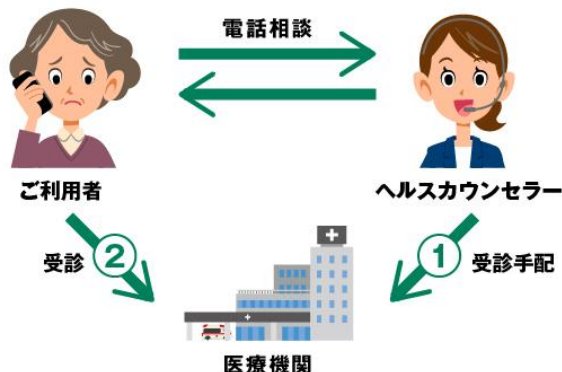 電話相談
ご利用者
ヘルスカウンセラー
受診
②
①
受診手配
医療機関